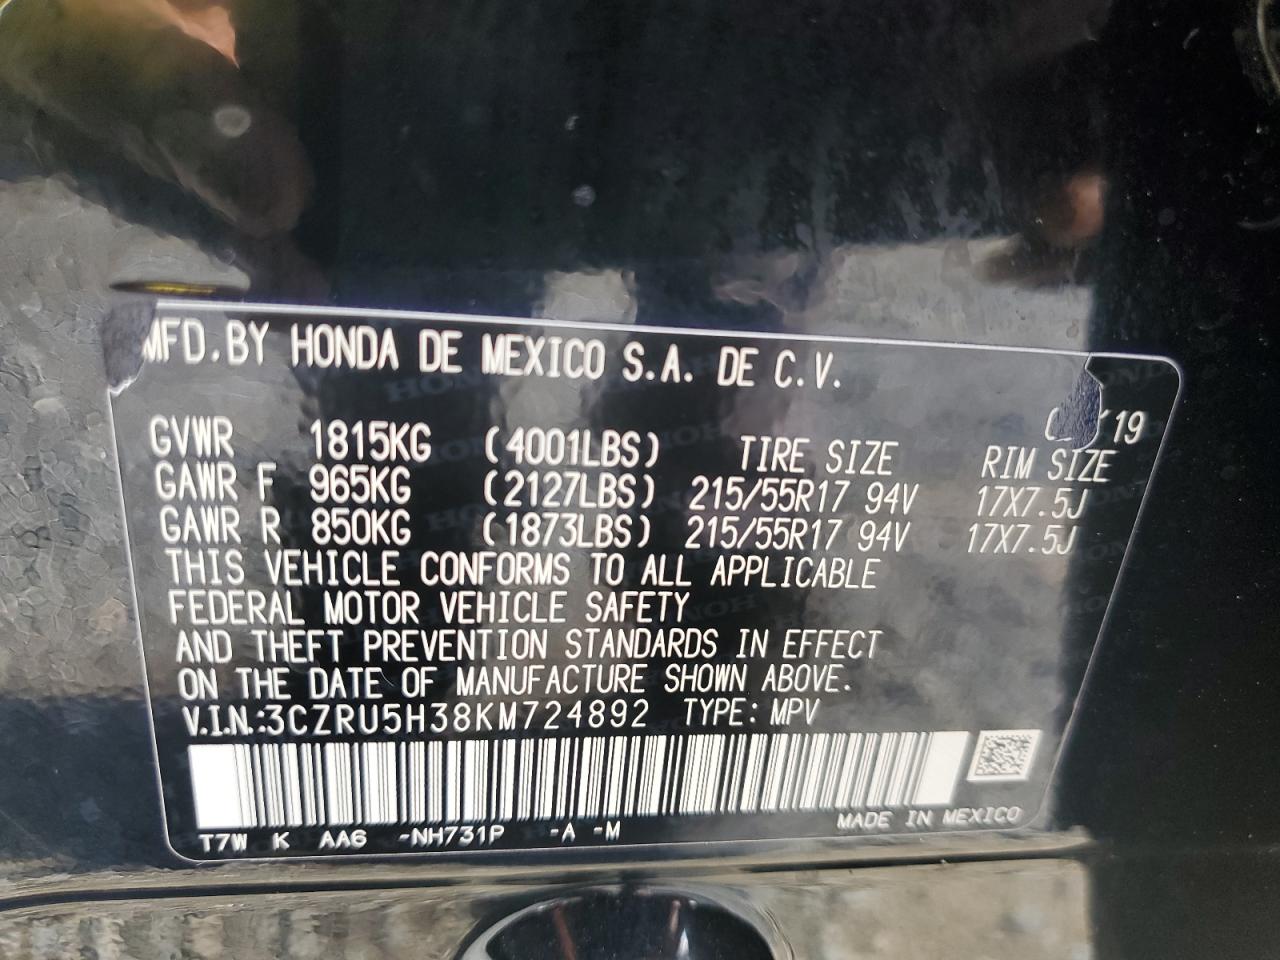 MFD.BY HONDA DE MEXICO S.A. DE C.V.
'19
GVWR 1815KG (4001LBS) TIRE SIZE RIM SIZE
GAWR F 965KG (2127LBS) 215/55R17 94V 17X7.5J
GAWR R 850KG (1873LBS) 215/55R17 94V 17X7.5J
THIS VEHICLE CONFORMS TO ALL APPLICABLE
FEDERAL MOTOR VEHICLE SAFETY
AND THEFT PREVENTION STANDARDS IN EFFECT
ON THE DATE OF MANUFACTURE SHOWN ABOVE.
V.I.N.:3CZRU5H38KM724892 TYPE: MPV
T7W K AA6 -NH731P -A -M MADE IN MEXICO